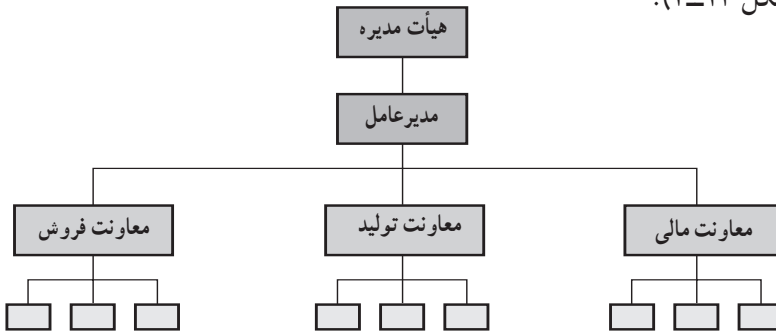 هیأت مدیره
مدیرعامل
معاونت مالی
معاونت تولید
معاونت فروش